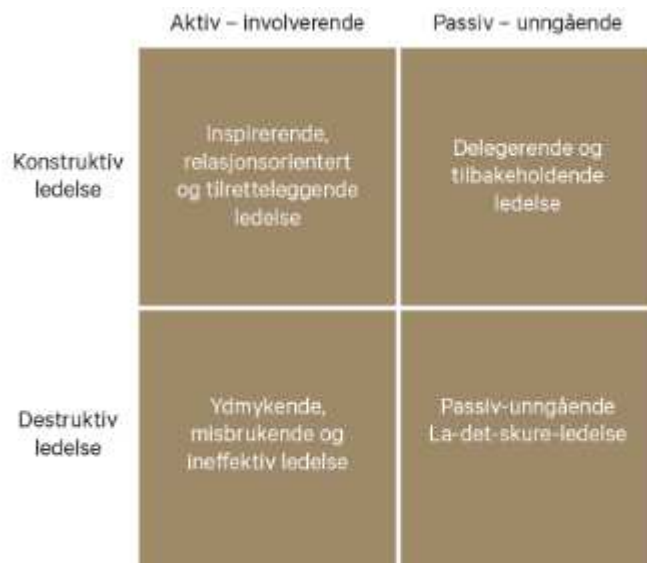 Aktiv – involverende
Passiv – unngående
Konstruktiv
ledelse
Inspirerende,
relasjonsorientert
og tilretteleggende
ledelse
Delegerende og
tilbakeholdende
ledelse
Destruktiv
ledelse
Ydmykende,
misbrukende og
ineffektiv ledelse
Passiv-unngående
La-det-skure-ledelse